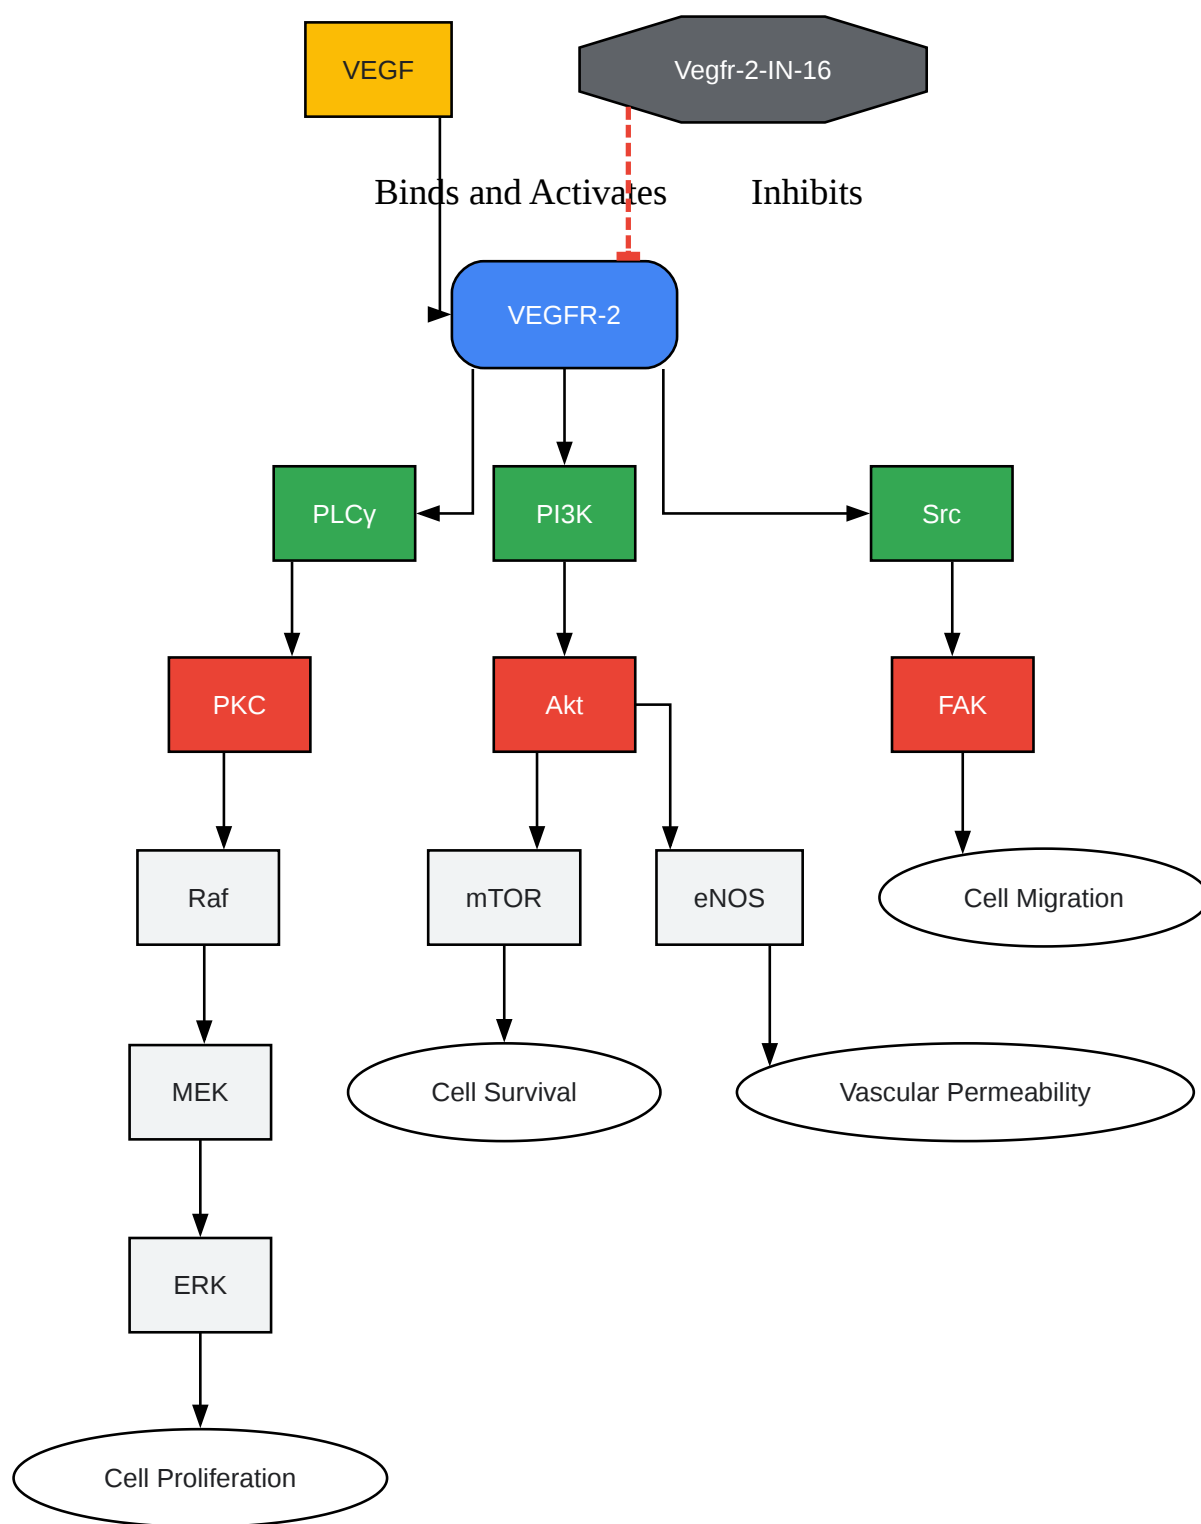 VEGF
Vegfr-2-IN-16
Binds and Activates
Inhibits
VEGFR-2
PLCγ
PI3K
Src
PKC
Akt
FAK
Raf
mTOR
eNOS
Cell Migration
MEK
Cell Survival
Vascular Permeability
ERK
Cell Proliferation